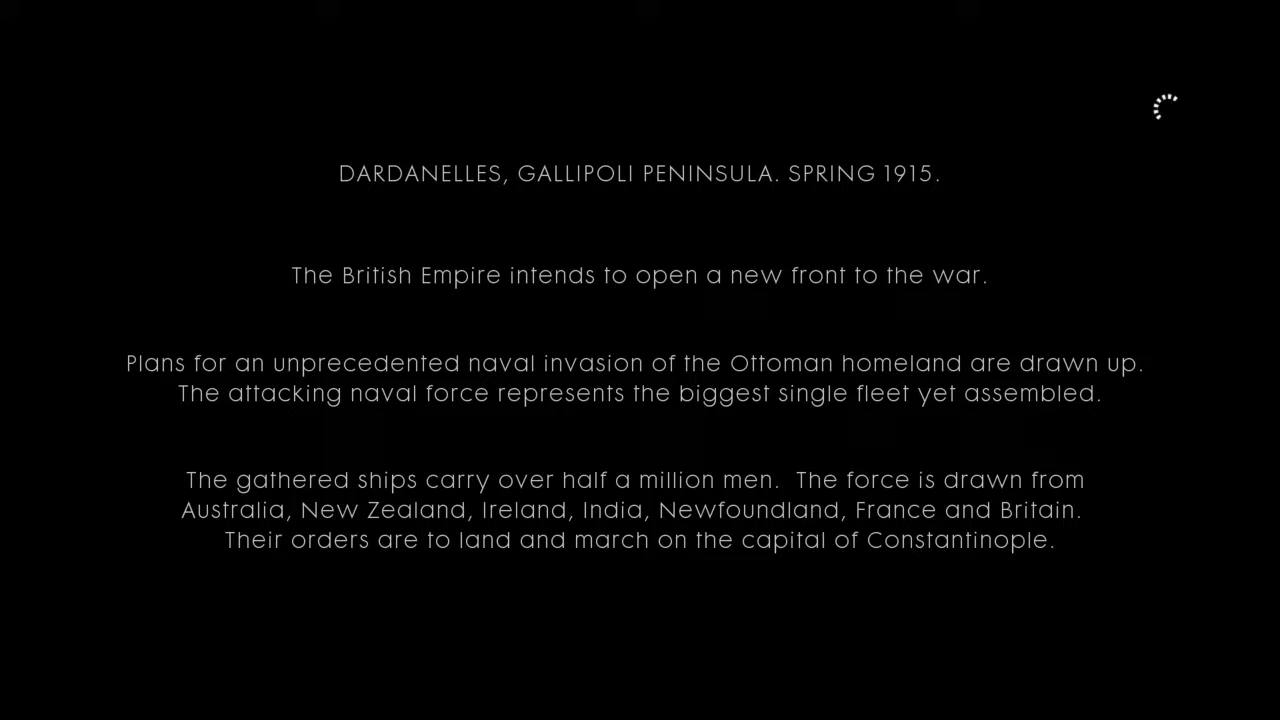 DARDANELLES, GALLIPOLI PENINSULA. SPRING 1915.
The British Empire intends to open a new front to the war.
Plans for an unprecedented naval invasion of the Ottoman homeland are drawn up.
The attacking naval force represents the biggest single fleet yet assembled.
The gathered ships carry over half a million men.  The force is drawn from
Australia, New Zealand, Ireland, India, Newfoundland, France and Britain.
Their orders are to land and march on the capital of Constantinople.